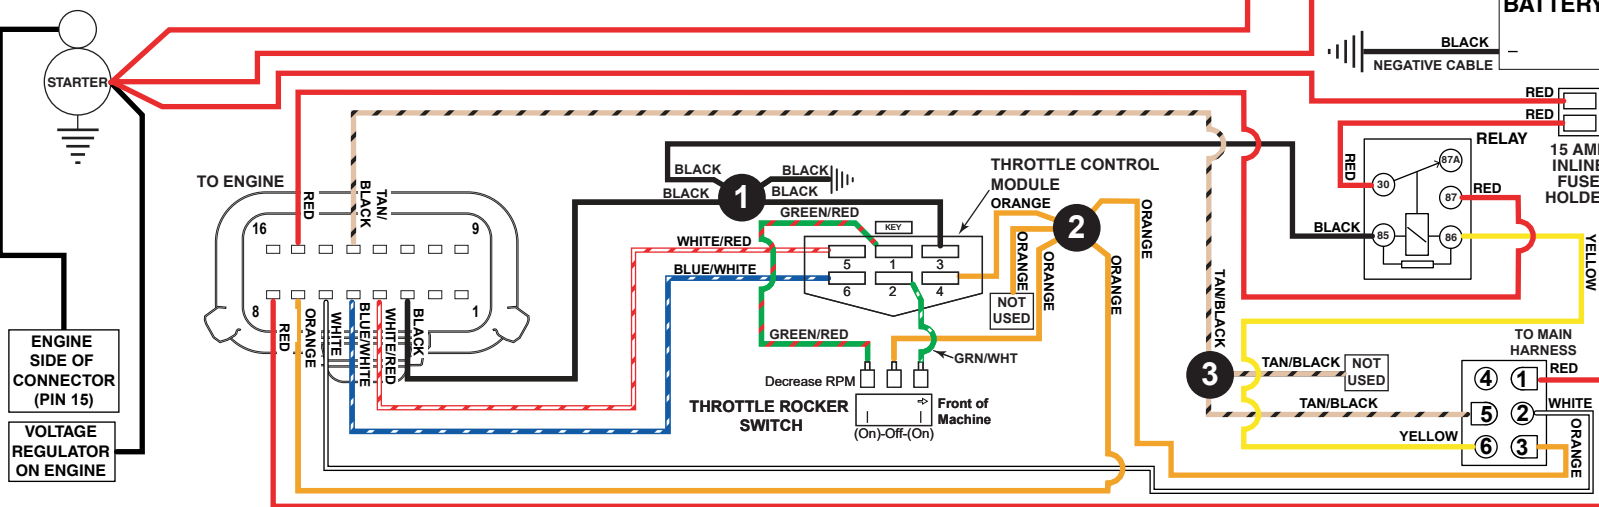 BATTERY
BLACK
NEGATIVE CABLE
–
STARTER
RED
RED
15 AM
INLINE
FUSE
HOLDE
RELAY
87A
30
87
85
86
RED
RED
BLACK
YELLOW
TO ENGINE
16
9
8
1
RED
TAN/
BLACK
RED
ORANGE
WHITE
BLUE/WHITE
WHITE/RED
BLACK
BLACK
BLACK
BLACK
BLACK
1
GREEN/RED
WHITE/RED
BLUE/WHITE
KEY
THROTTLE CONTROL
MODULE
ORANGE
5
1
3
6
2
4
2
ORANGE
ORANGE
ORANGE
ORANGE
NOT
USED
GREEN/RED
GRN/WHT
Decrease RPM
THROTTLE ROCKER
SWITCH
Front of
Machine
(On)-Off-(On)
TAN/BLACK
3
TAN/BLACK
NOT
USED
TAN/BLACK
YELLOW
TO MAIN
HARNESS
RED
WHITE
ORANGE
4
1
5
2
6
3
ENGINE
SIDE OF
CONNECTOR
(PIN 15)
VOLTAGE
REGULATOR
ON ENGINE